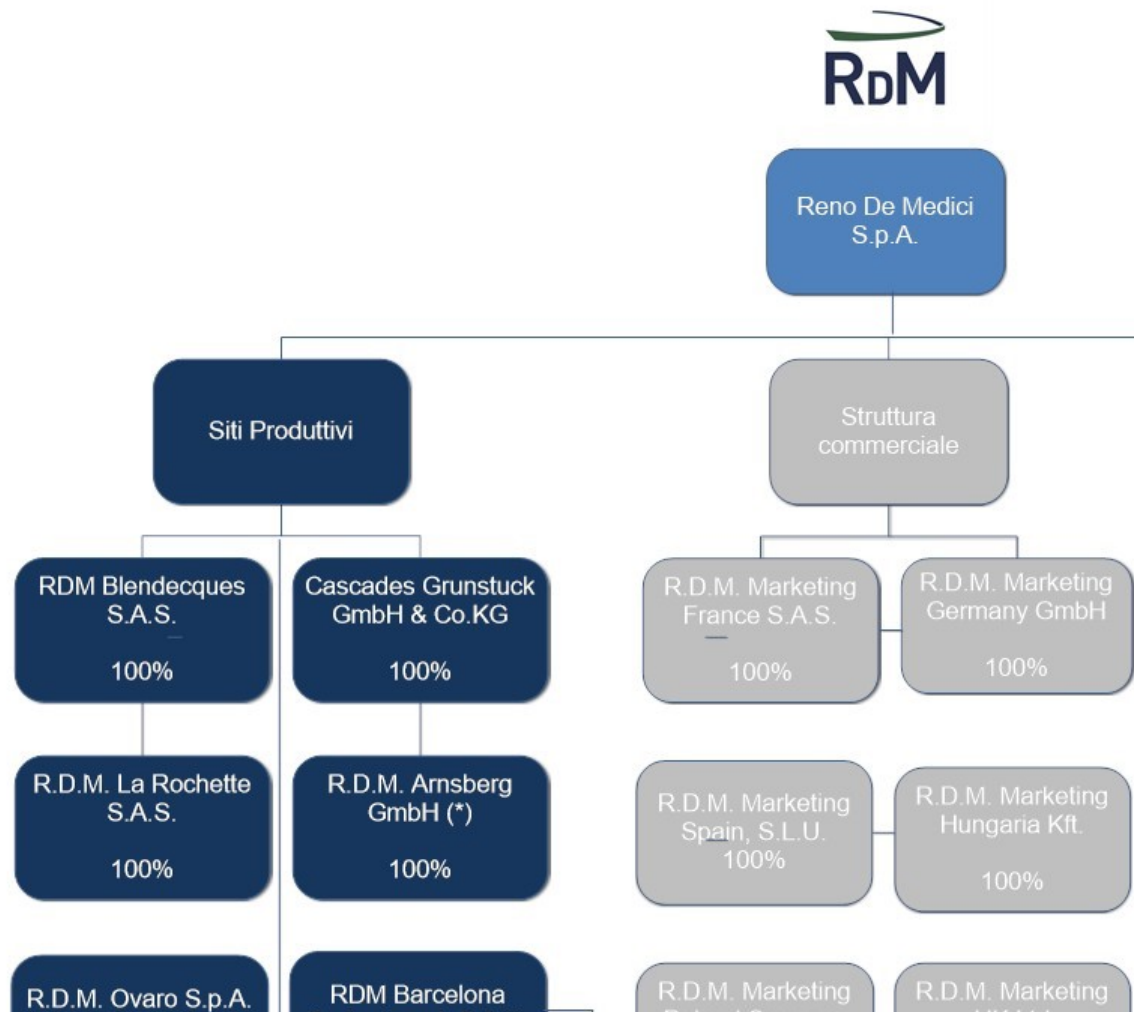 RDM
Reno De Medici
S.p.A.
Siti Produttivi
Struttura
commerciale
RDM Blendecques
S.A.S.
100%
Cascades Grunstuck
GmbH & Co.KG
100%
R.D.M. Marketing
France S.A.S.
100%
R.D.M. Marketing
Germany GmbH
100%
R.D.M. La Rochette
S.A.S.
100%
R.D.M. Arnsberg
GmbH (*)
100%
R.D.M. Marketing
Spain, S.L.U.
100%
R.D.M. Marketing
Hungaria Kft.
100%
R.D.M. Ovaro S.p.A.
RDM Barcelona
R.D.M. Marketing
R.D.M. Marketing